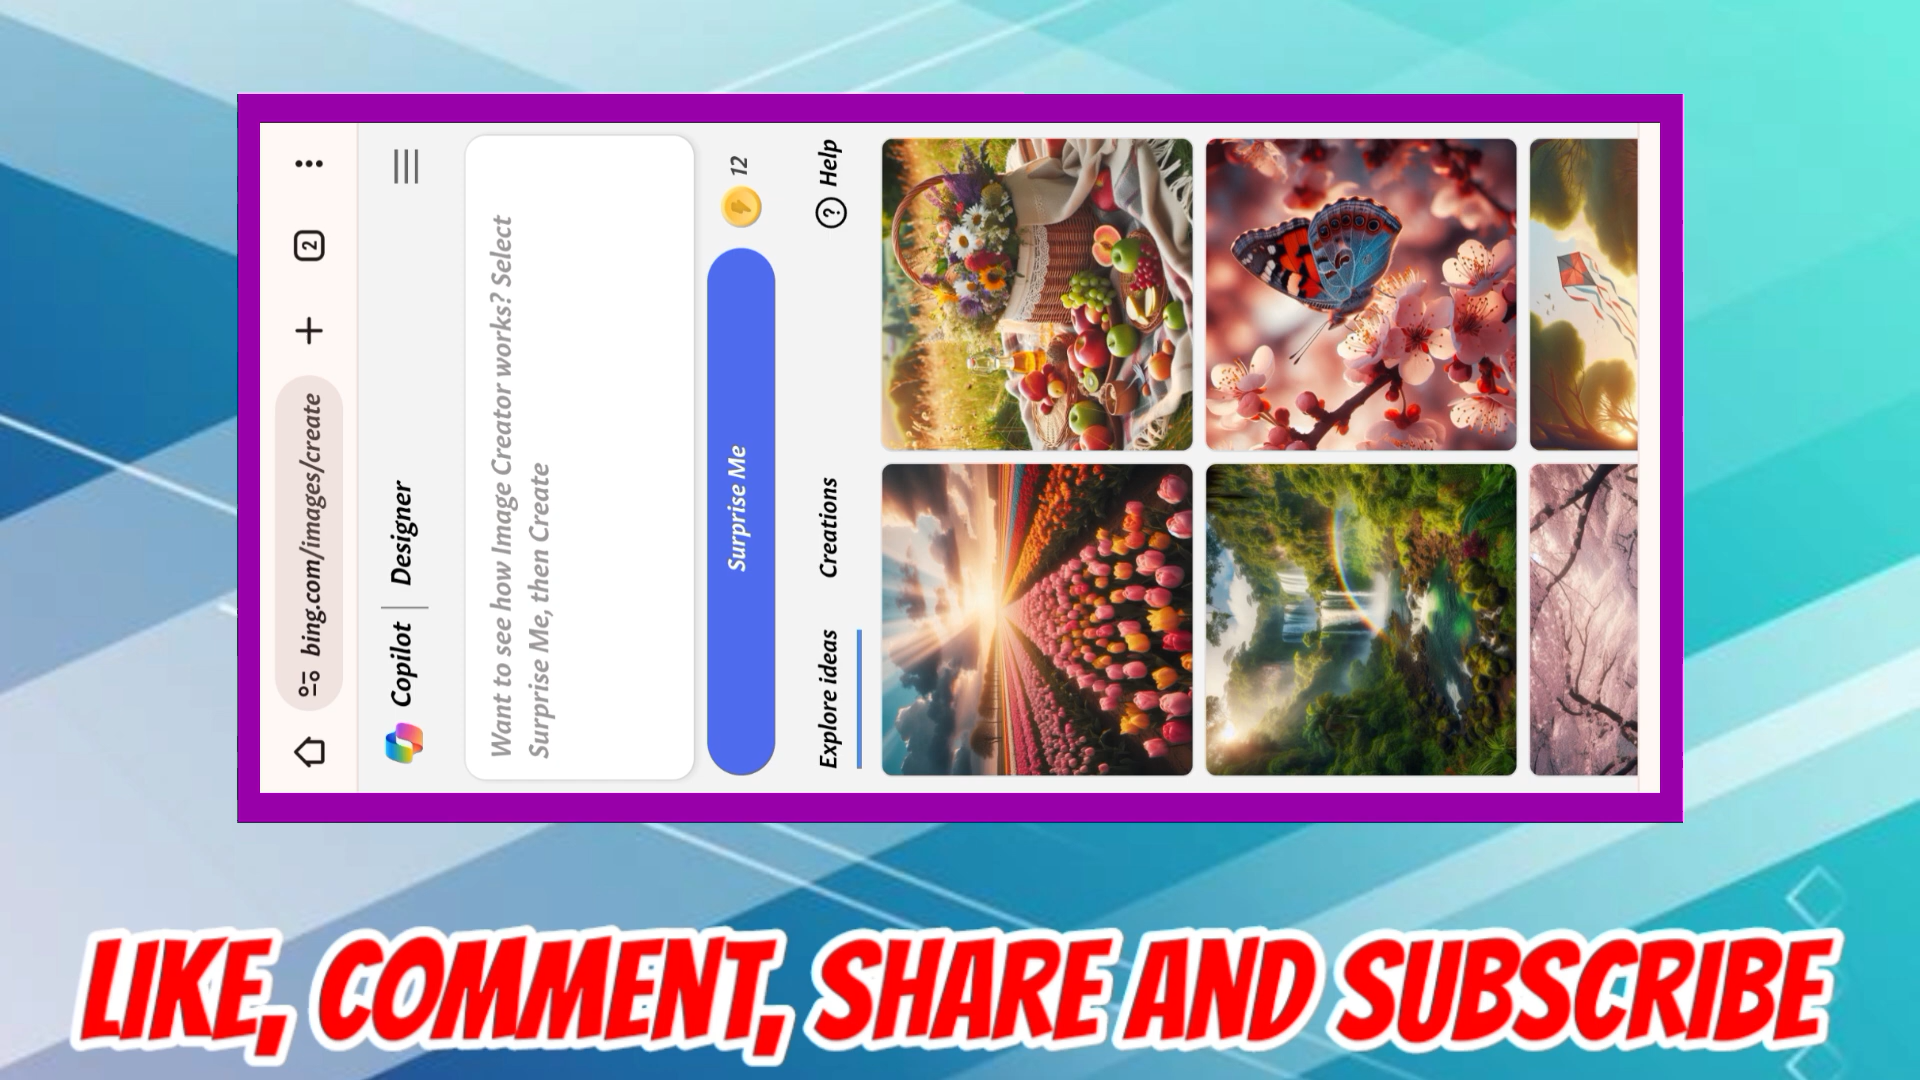 bing.com/images/create
2
Copilot | Designer
Want to see how Image Creator works? Select
Surprise Me, then Create
Surprise Me
12
Explore ideas
Creations
Help
LIKE, COMMENT, SHARE AND SUBSCRIBE